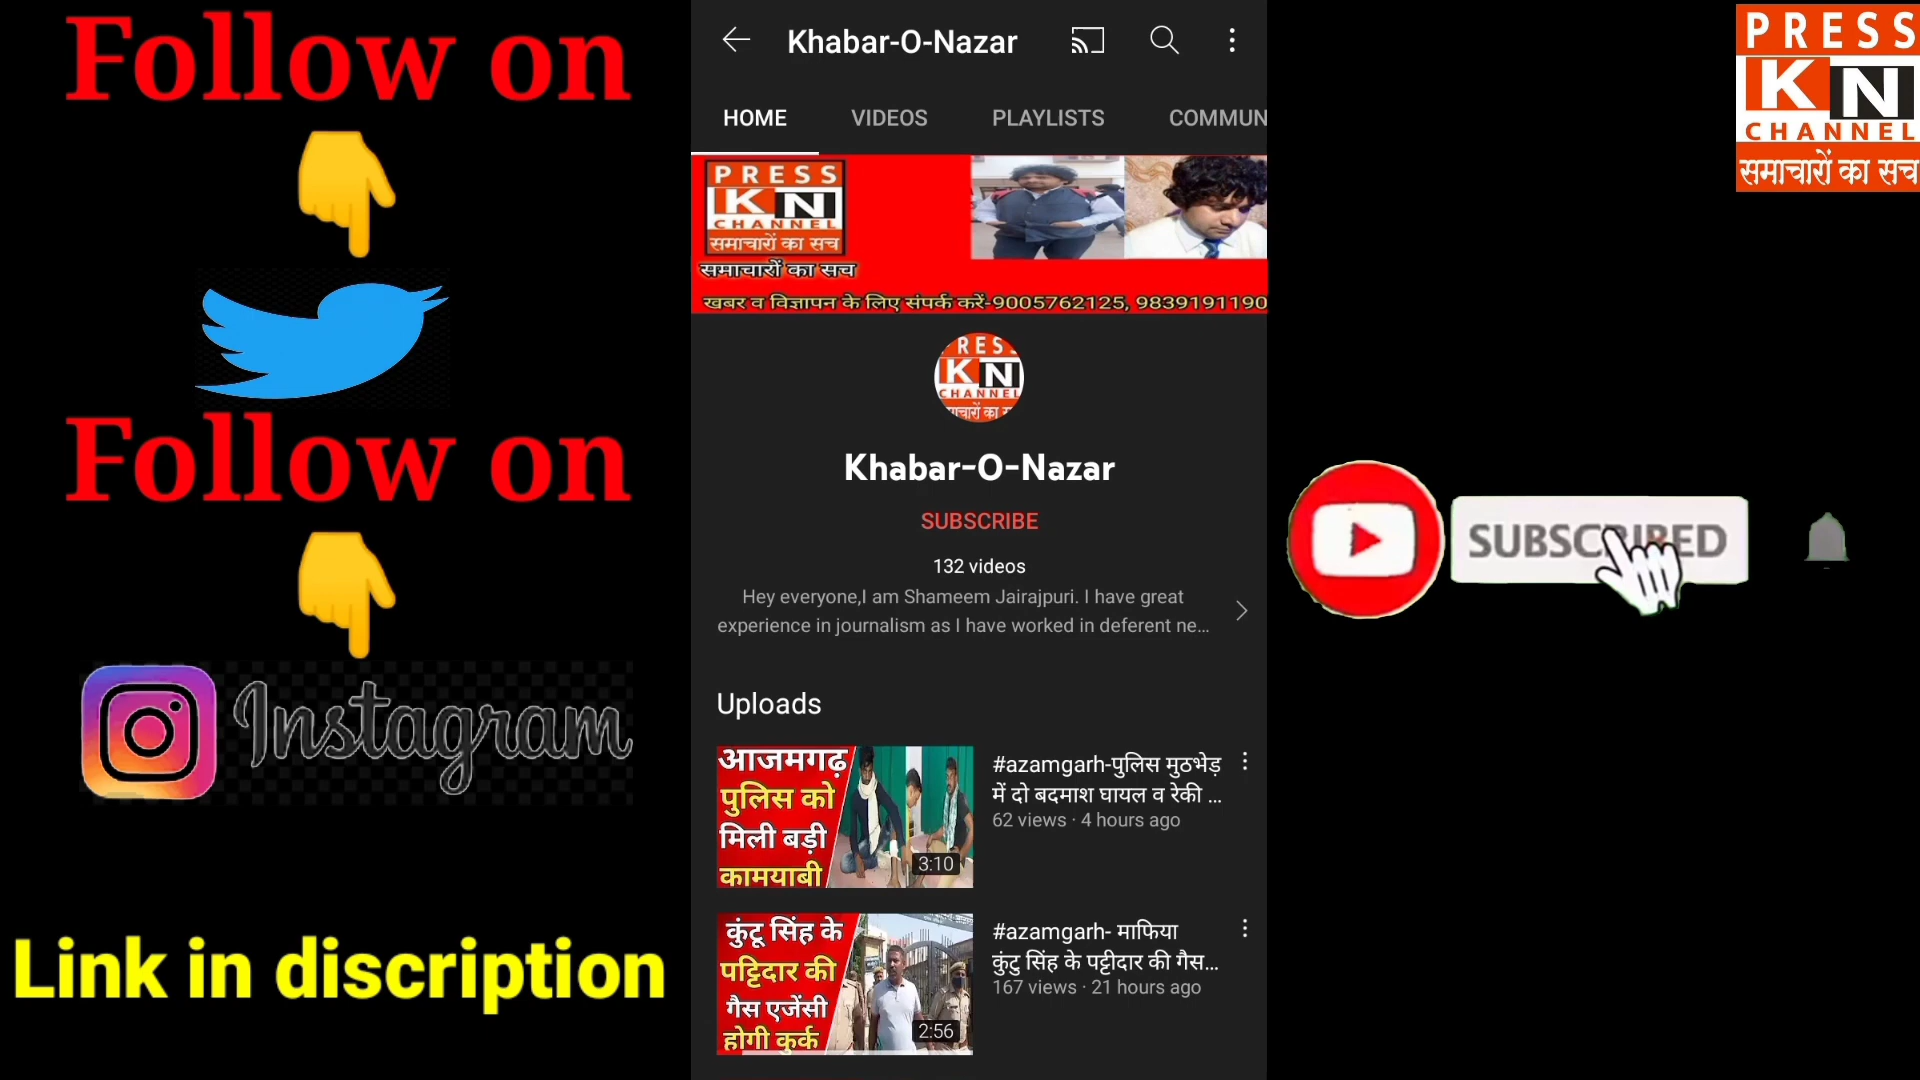 Follow on
Follow on
Instagram
Link in discription
Khabar-O-Nazar
HOME VIDEOS PLAYLISTS COMMUN
PRESS
KN
CHANNEL
समाचारों का सच
समाचारों का सच
खबर व विज्ञापन के लिए संपर्क करें-9005762125, 9839191190
PRESS
KN
CHANNEL
Khabar-O-Nazar
SUBSCRIBE
132 videos
Hey everyone,I am Shameem Jairajpuri. I have great
experience in journalism as I have worked in deferent ne...
Uploads
आजमगढ़
पुलिस को
मिली बड़ी
कामयाबी
3:10
#azamgarh-पुलिस मुठभेड़
में दो बदमाश घायल व रेकी ...
62 views · 4 hours ago
कुंटू सिंह के
पट्टिदार की
गैस एजेंसी
होगी कुर्क
2:56
#azamgarh- माफिया
कुंटु सिंह के पट्टीदार की गैस...
167 views · 21 hours ago
PRESS
KN
CHANNEL
समाचारों का सच
SUBSCRIBED